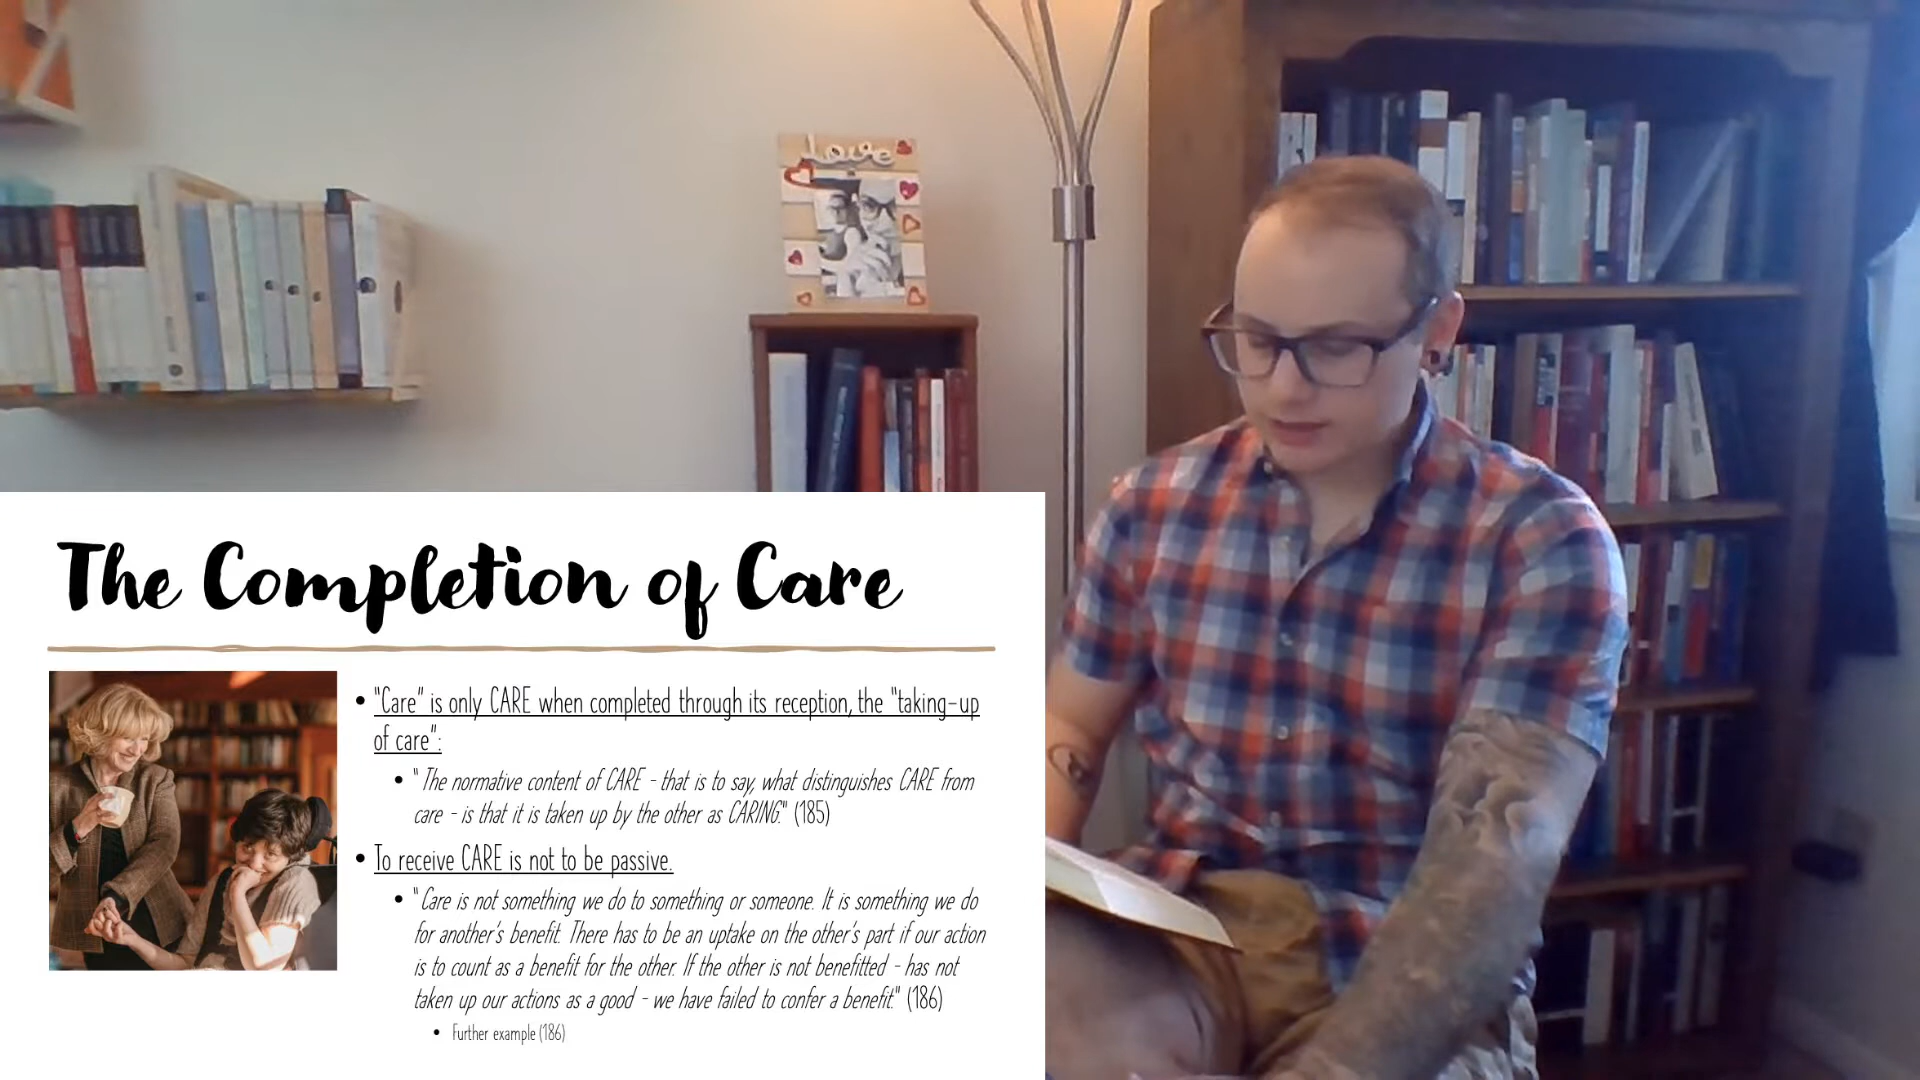 Love
The Completion of Care
• "Care" is only CARE when completed through its reception, the "taking-up
of care":
• "The normative content of CARE - that is to say, what distinguishes CARE from
care - is that it is taken up by the other as CARING." (185)
• To receive CARE is not to be passive.
• "Care is not something we do to something or someone. It is something we do
for another's benefit. There has to be an uptake on the other's part if our action
is to count as a benefit for the other. If the other is not benefitted - has not
taken up our actions as a good - we have failed to confer a benefit." (186)
• Further example (186)